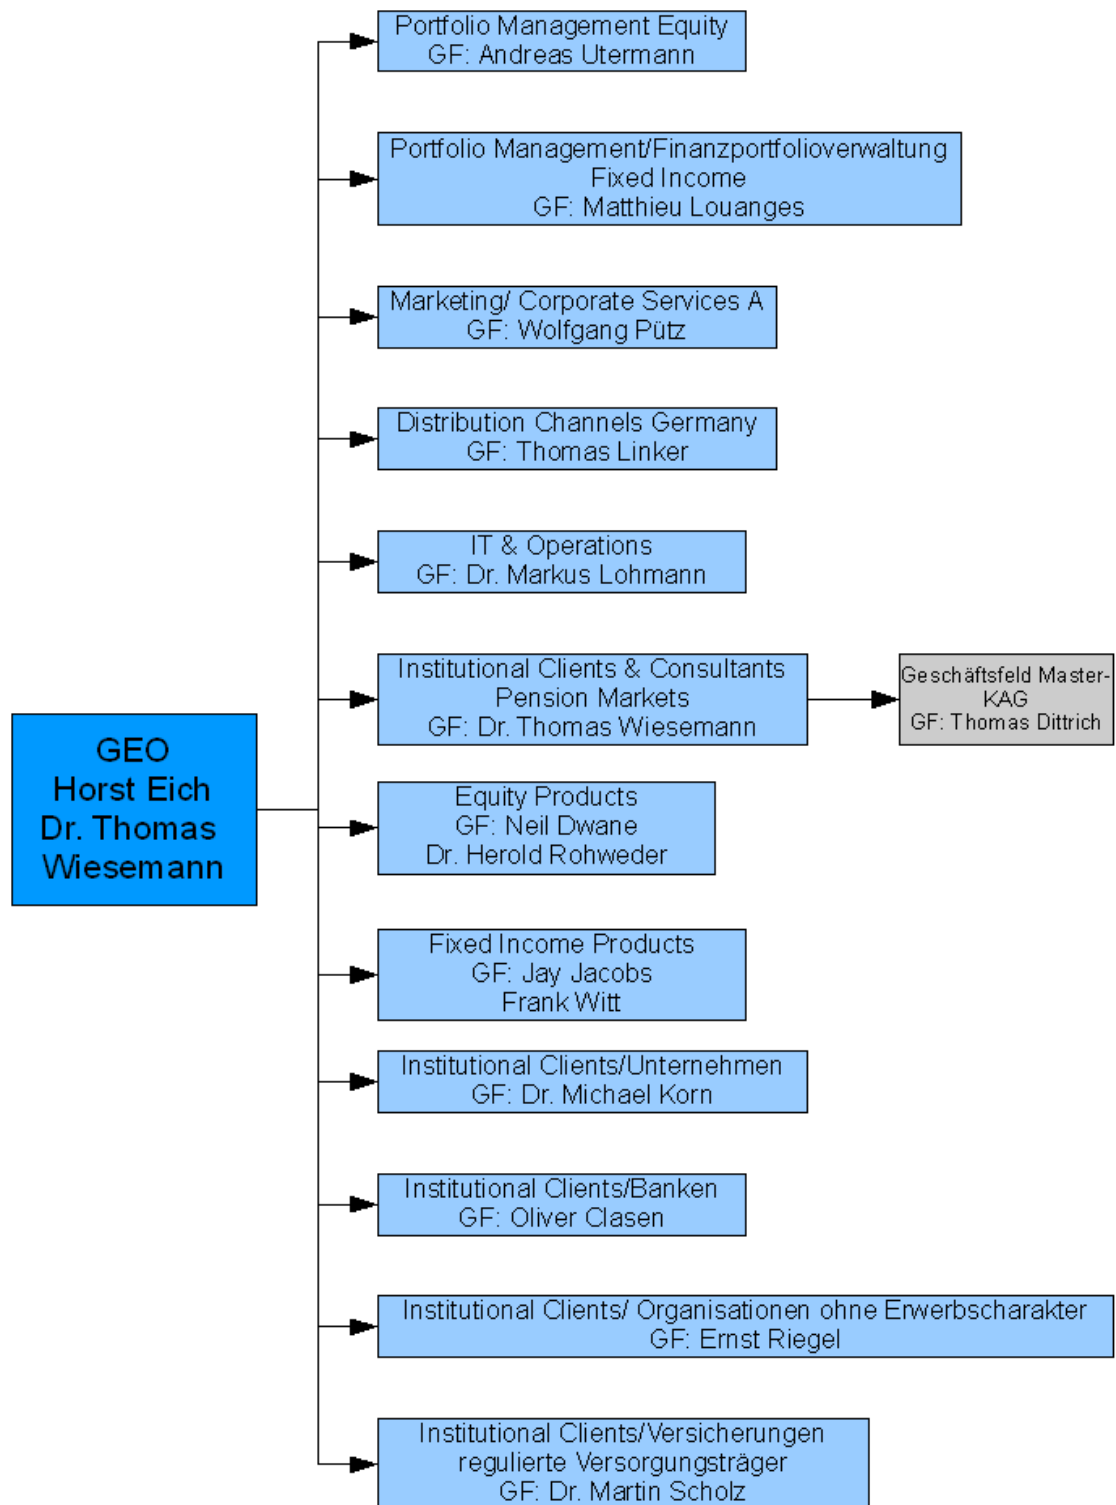 Portfolio Management Equity
GF: Andreas Utermann
Portfolio Management/Finanzportfolioverwaltung
Fixed Income
GF: Matthieu Louanges
Marketing/ Corporate Services A
GF: Wolfgang Pütz
Distribution Channels Germany
GF: Thomas Linker
IT & Operations
GF: Dr. Markus Lohmann
Institutional Clients & Consultants
Pension Markets
GF: Dr. Thomas Wiesemann
Geschäftsfeld Master-
KAG
GF: Thomas Dittrich
GEO
Horst Eich
Dr. Thomas
Wiesemann
Equity Products
GF: Neil Dwane
Dr. Herold Rohweder
Fixed Income Products
GF: Jay Jacobs
Frank Witt
Institutional Clients/Unternehmen
GF: Dr. Michael Korn
Institutional Clients/Banken
GF: Oliver Clasen
Institutional Clients/ Organisationen ohne Erwerbscharakter
GF: Ernst Riegel
Institutional Clients/Versicherungen
regulierte Versorgungsträger
GF: Dr. Martin Scholz